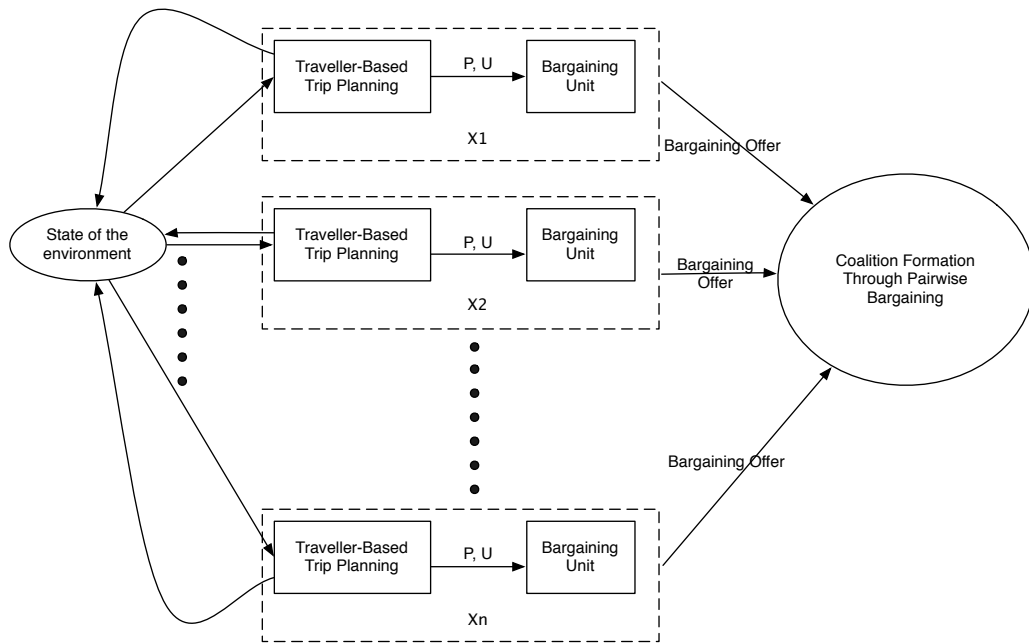 Traveller-Based
Trip Planning
P, U
Bargaining
Unit
X1
Bargaining Offer
State of the
environment
Traveller-Based
Trip Planning
P, U
Bargaining
Unit
X2
Bargaining
Offer
Coalition Formation
Through Pairwise
Bargaining
Bargaining Offer
Traveller-Based
Trip Planning
P, U
Bargaining
Unit
Xn